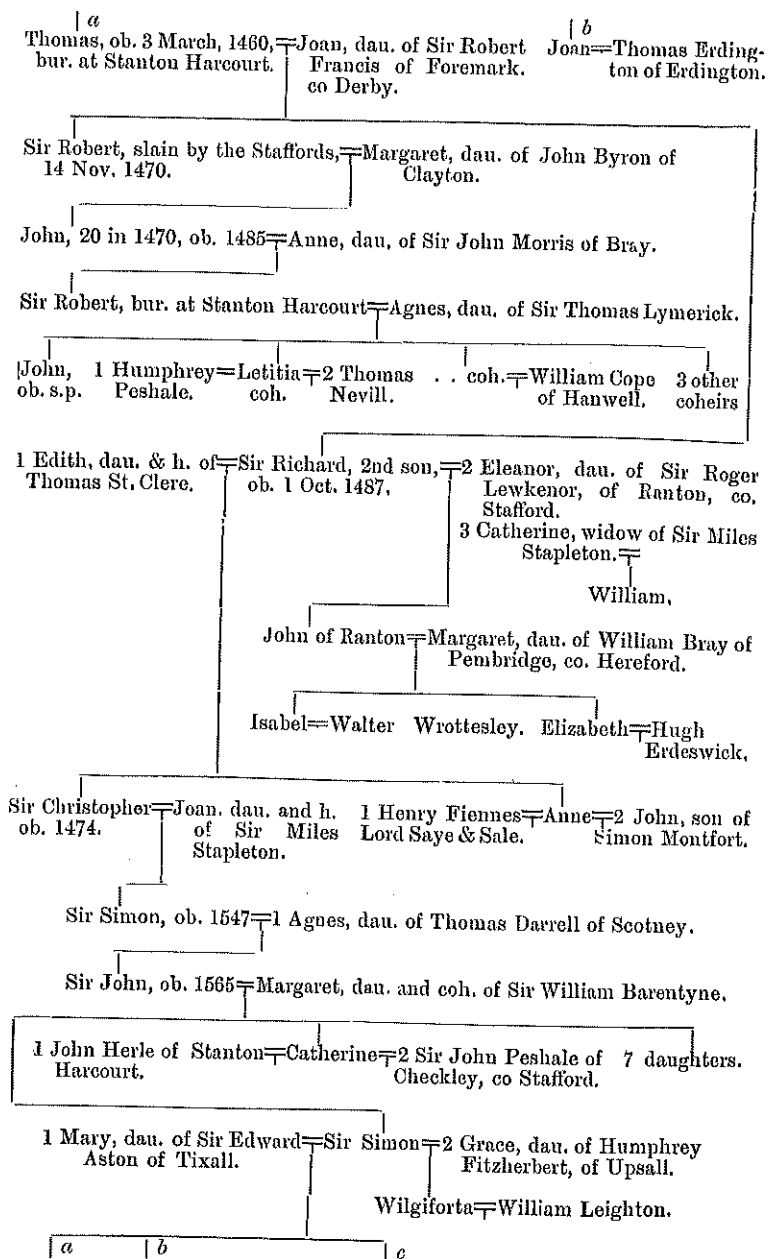 a
b
Thomas, ob. 3 March, 1460,=Joan, dau. of Sir Robert Joan=Thomas Erding-
bur. at Stanton Harcourt. Francis of Foremark. ton of Erdington.
co Derby.
Sir Robert, slain by the Staffords,=Margaret, dau. of John Byron of
14 Nov. 1470. Clayton.
John, 20 in 1470, ob. 1485=Anne, dau. of Sir John Morris of Bray.
Sir Robert, bur. at Stanton Harcourt=Agnes, dau. of Sir Thomas Lymerick.
John, 1 Humphrey=Letitia=2 Thomas . . coh.=William Cope 3 other
ob. s.p. Peshale. coh. Nevill. of Hanwell. coheirs
1 Edith, dau. & h. of=Sir Richard, 2nd son,=2 Eleanor, dau. of Sir Roger
Thomas St. Clere. ob. 1 Oct. 1487. Lewkenor, of Ranton, co.
Stafford.
3 Catherine, widow of Sir Miles
Stapleton.=
William.
John of Ranton=Margaret, dau. of William Bray of
Pembridge, co. Hereford.
Isabel=Walter Wrottesley. Elizabeth=Hugh
Erdeswick.
Sir Christopher=Joan. dau. and h. 1 Henry Fiennes=Anne=2 John, son of
ob. 1474. of Sir Miles Lord Saye & Sale. Simon Montfort.
Stapleton.
Sir Simon, ob. 1547=1 Agnes, dau. of Thomas Darrell of Scotney.
Sir John, ob. 1565=Margaret, dau. and coh. of Sir William Barentyne.
1 John Herle of Stanton=Catherine=2 Sir John Peshale of 7 daughters.
Harcourt. Checkley, co Stafford.
1 Mary, dau. of Sir Edward=Sir Simon=2 Grace, dau. of Humphrey
Aston of Tixall. Fitzherbert, of Upsall.
Wilgiforta=William Leighton.
a b c